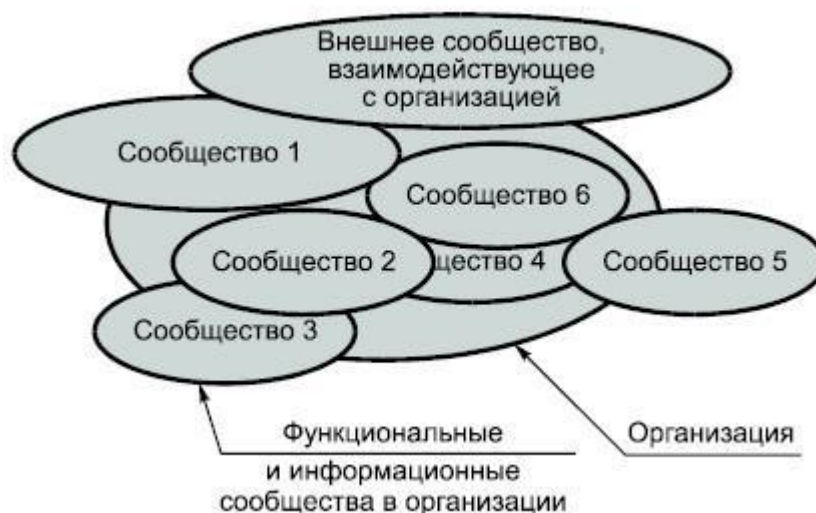 Внешнее сообщество,
взаимодействующее
с организацией
Сообщество 1
Сообщество 6
Сообщество 2
щество 4
Сообщество 5
Сообщество 3
Функциональные
и информационные
сообщества в организации
Организация